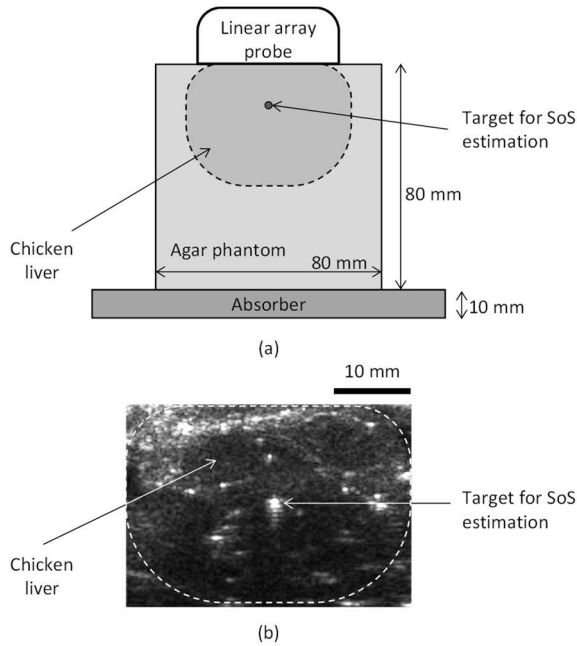 Linear array
probe
Target for SoS
estimation
80 mm
Chicken
liver
Agar phantom
80 mm
Absorber
10 mm
(a)
10 mm
Target for SoS
estimation
Chicken
liver
(b)